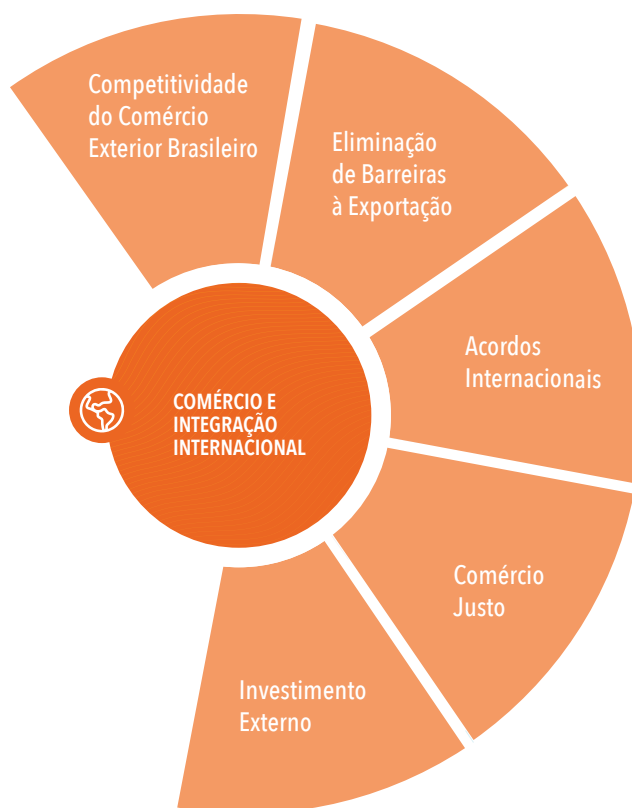 Competitividade
do Comércio
Exterior Brasileiro
Eliminação
de Barreiras
à Exportação
Acordos
Internacionais
COMÉRCIO E
INTEGRAÇÃO
INTERNACIONAL
Comércio
Justo
Investimento
Externo